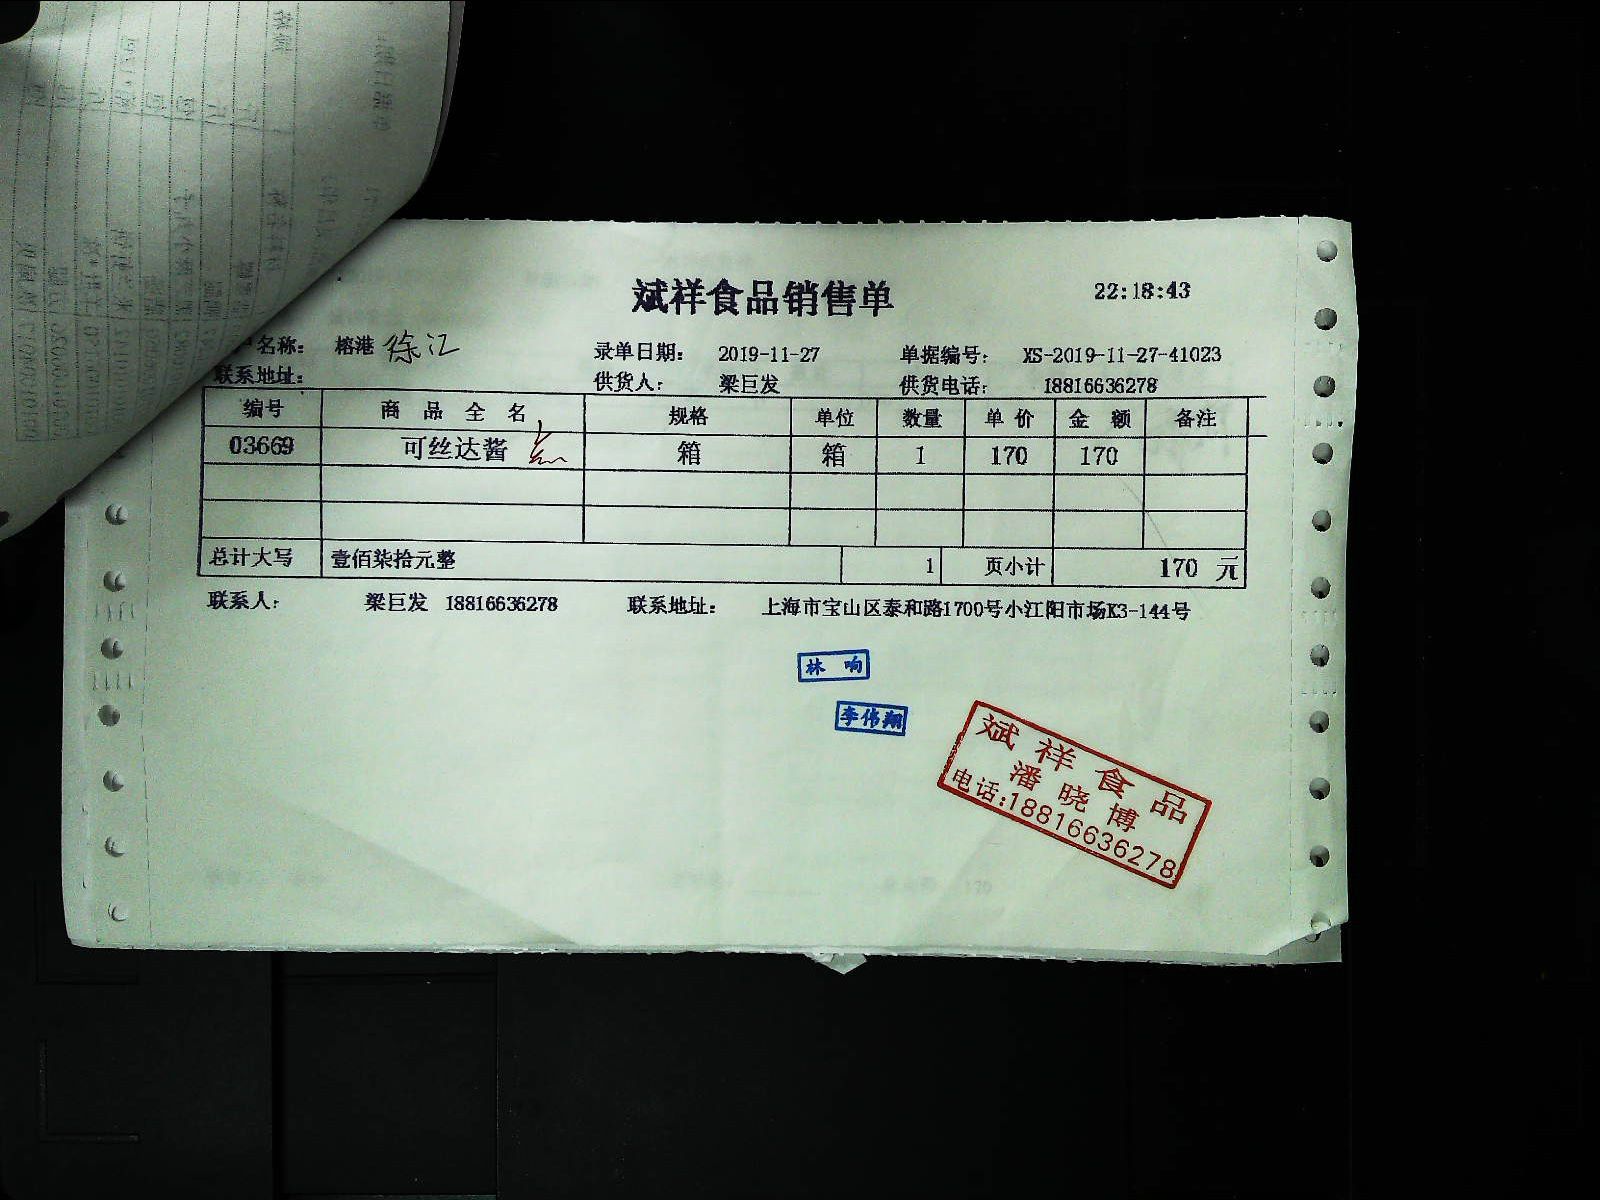 斌祥食品销售单 22:18:43
户名称： 榕港 徐汇 录单日期： 2019-11-27 单据编号： XS-2019-11-27-41023
联系地址： 供货人： 梁巨发 供货电话： 18816636278
编号 商 品 全 名 规格 单位 数量 单 价 金 额 备注
03669 可丝达酱 箱 箱 1 170 170
总计大写 壹佰柒拾元整 1 页小计 170 元
联系人： 梁巨发 18816636278 联系地址： 上海市宝山区泰和路1700号小江阳市场K3-144号
林 响
李伟翔
斌祥食品
潘晓博
电话:18816636278